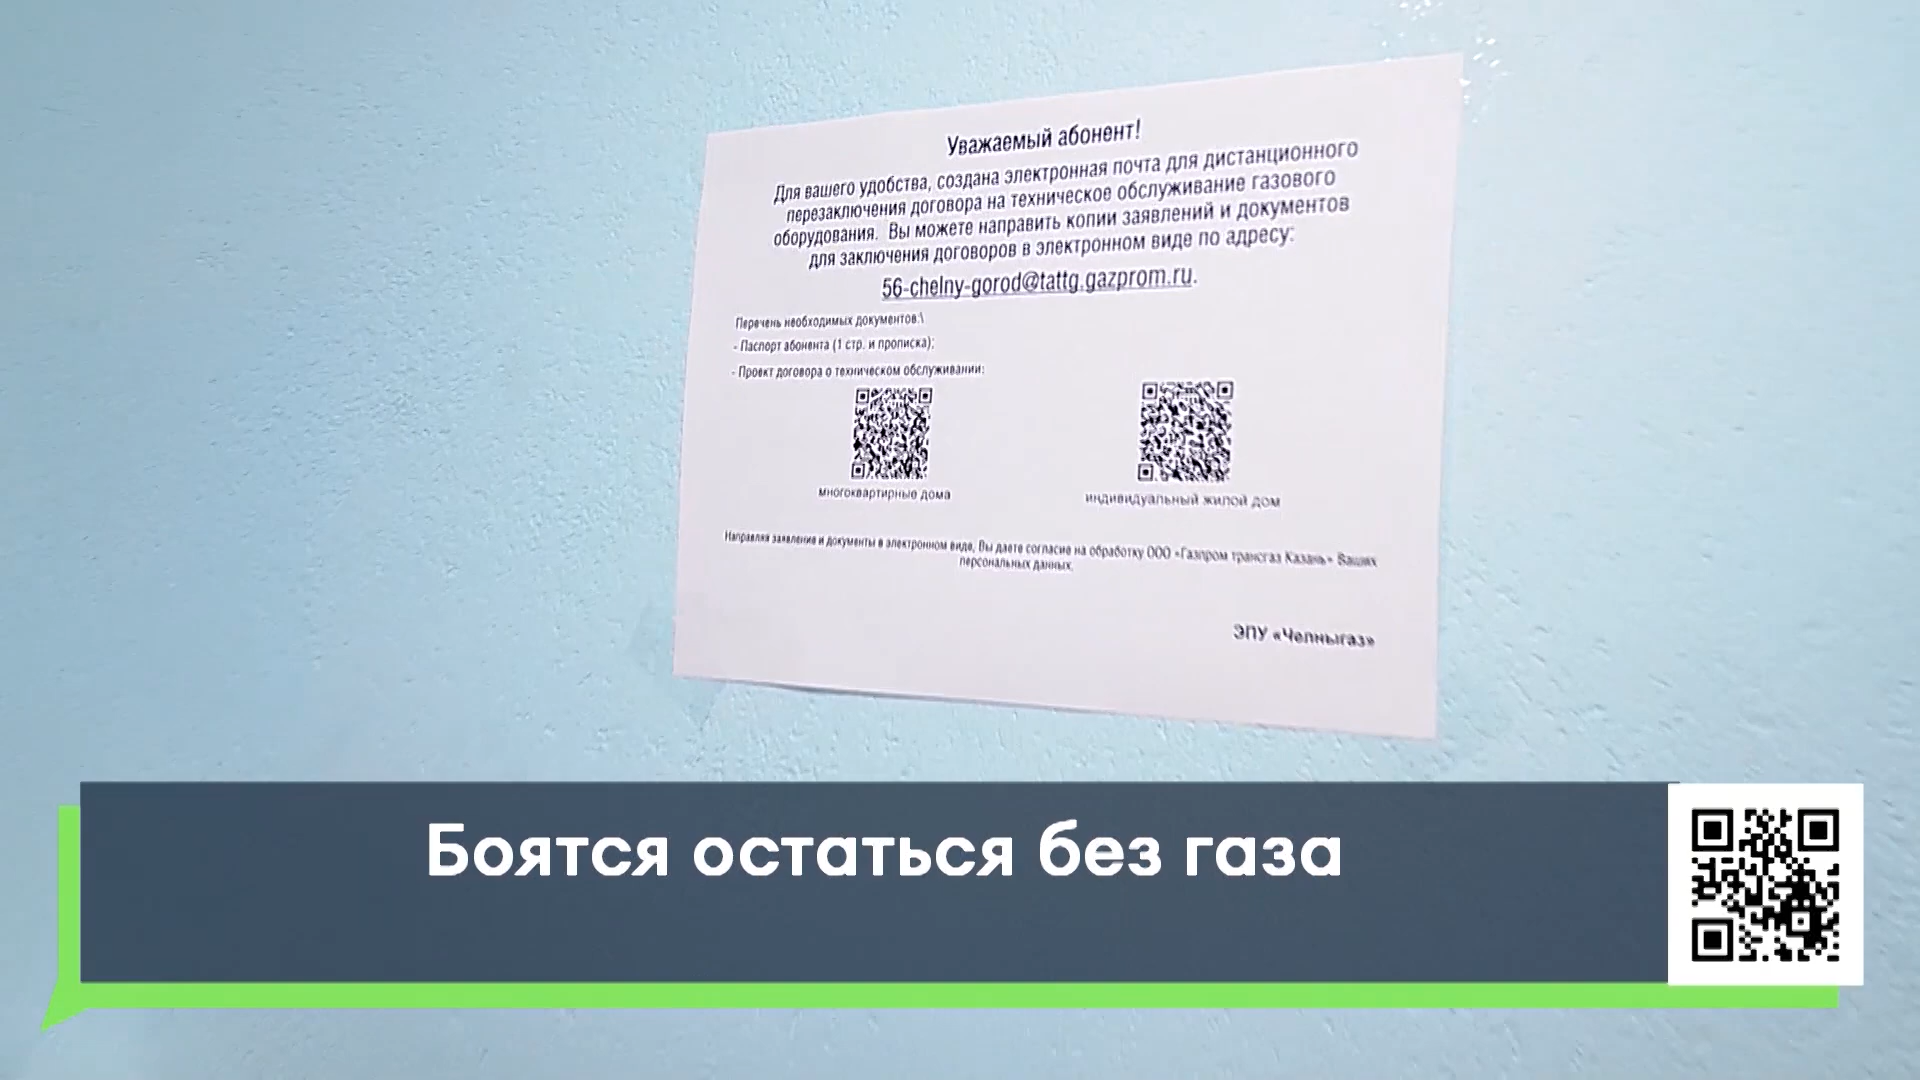 Уважаемый абонент!
Для вашего удобства, создана электронная почта для дистанционного
перезаключения договора на техническое обслуживание газового
оборудования. Вы можете направить копии заявлений и документов
для заключения договоров в электронном виде по адресу:
56-chelny-gorod@tattg.gazprom.ru.
Перечень необходимых документов:\
- Паспорт абонента (1 стр. и прописка);
- Проект договора о техническом обслуживании:
многоквартирные дома
индивидуальный жилой дом
Направляя заявление и документы в электронном виде, Вы даете согласие на обработку ООО «Газпром трансгаз Казань» Ваших
персональных данных.
ЭПУ «Челныгаз»
Боятся остаться без газа